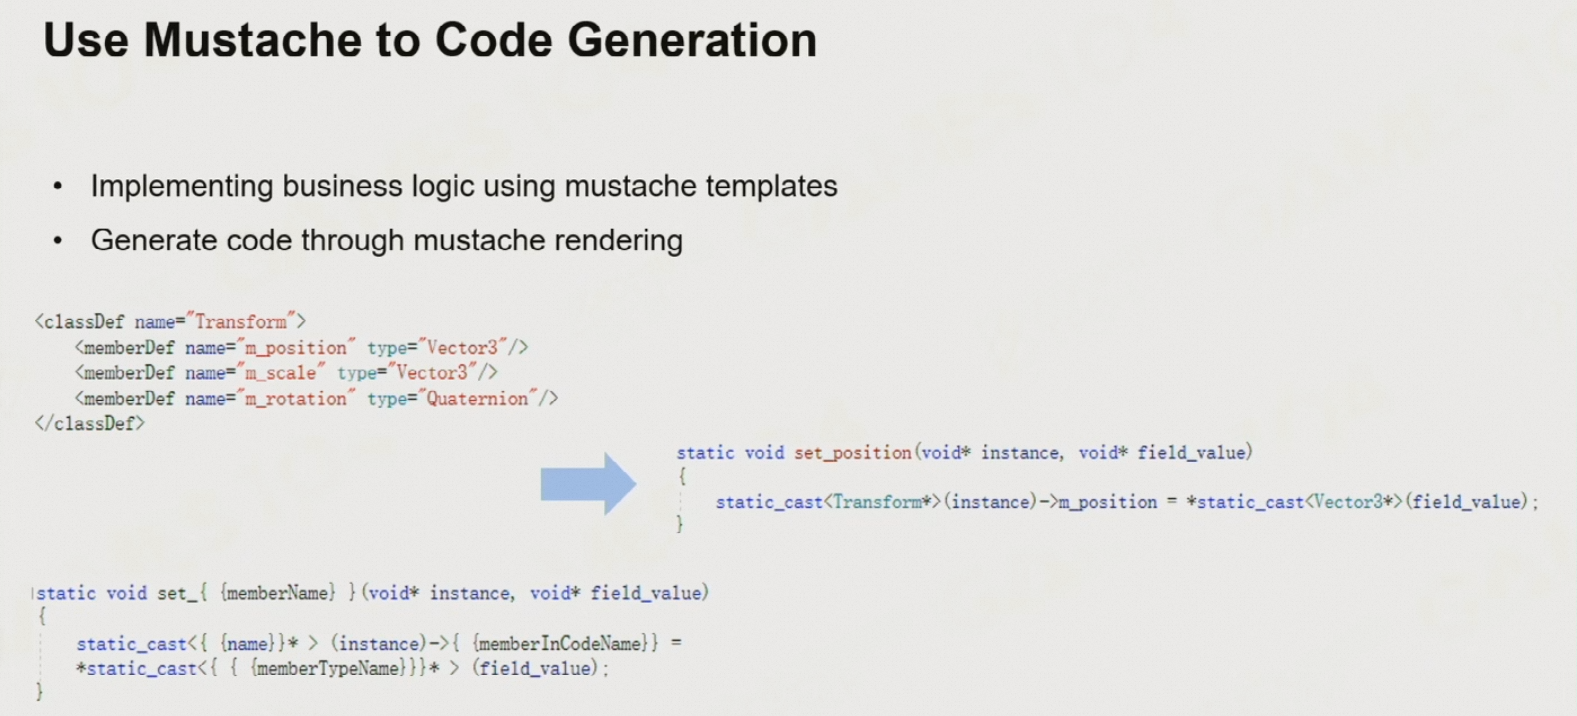 Use Mustache to Code Generation
• Implementing business logic using mustache templates
• Generate code through mustache rendering
<classDef name="Transform">
    <memberDef name="m_position" type="Vector3"/>
    <memberDef name="m_scale" type="Vector3"/>
    <memberDef name="m_rotation" type="Quaternion"/>
</classDef>
static void set_position(void* instance, void* field_value)
{
    static_cast<Transform*>(instance)->m_position = *static_cast<Vector3*>(field_value);
}
static void set_{ {memberName} }(void* instance, void* field_value)
{
    static_cast<{ {name}}* > (instance)->{ {memberInCodeName}} =
    *static_cast<{ { {memberTypeName}}}* > (field_value);
}